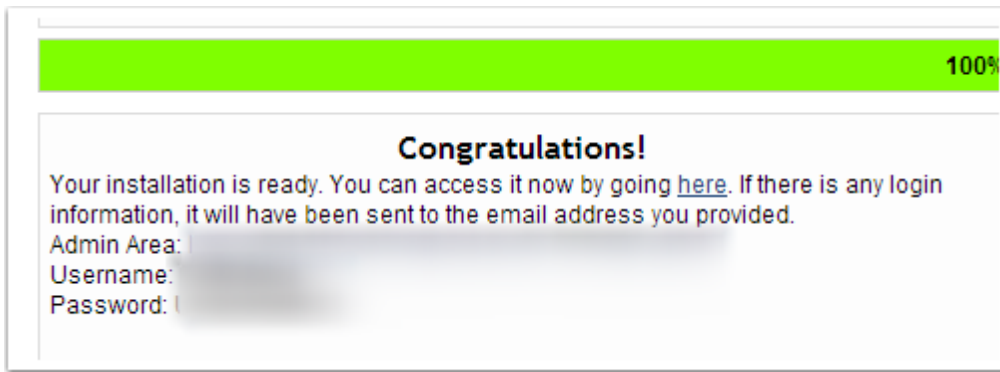 100%
Congratulations!
Your installation is ready. You can access it now by going here. If there is any login
information, it will have been sent to the email address you provided.
Admin Area:
Username:
Password: